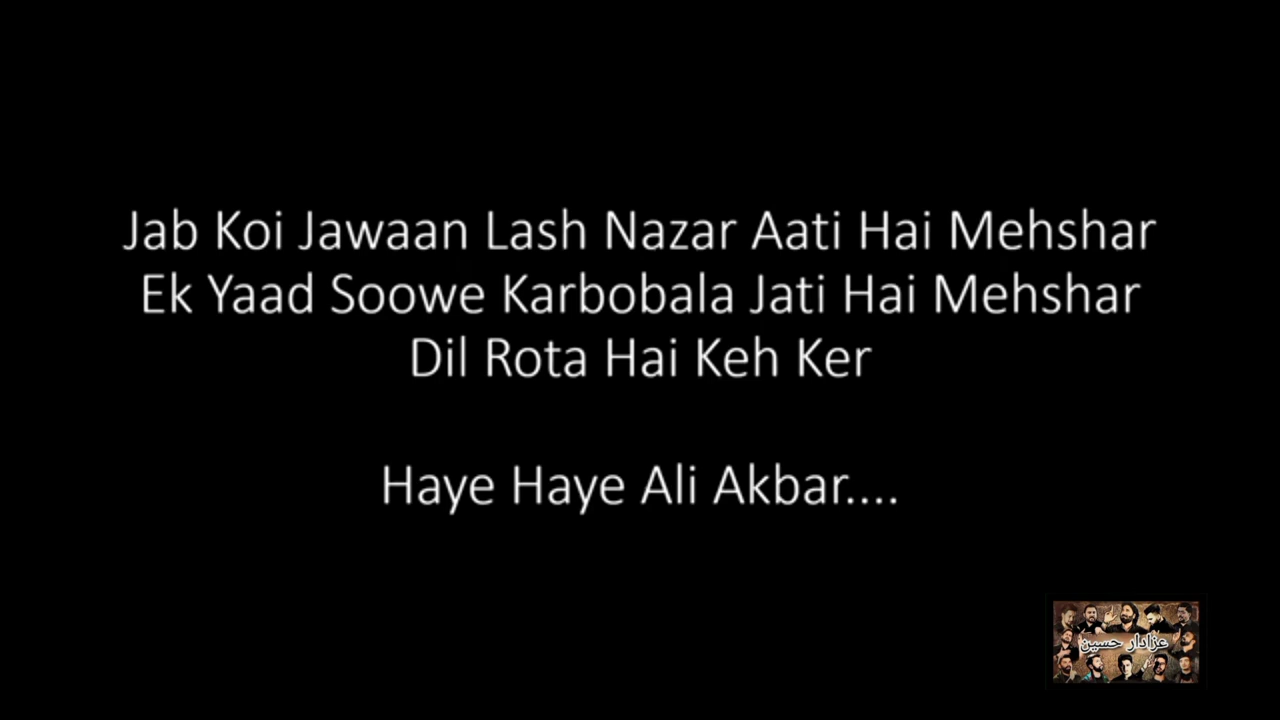 Jab Koi Jawaan Lash Nazar Aati Hai Mehshar
Ek Yaad Soowe Karbobala Jati Hai Mehshar
Dil Rota Hai Keh Ker
Haye Haye Ali Akbar....
عزادار حسین